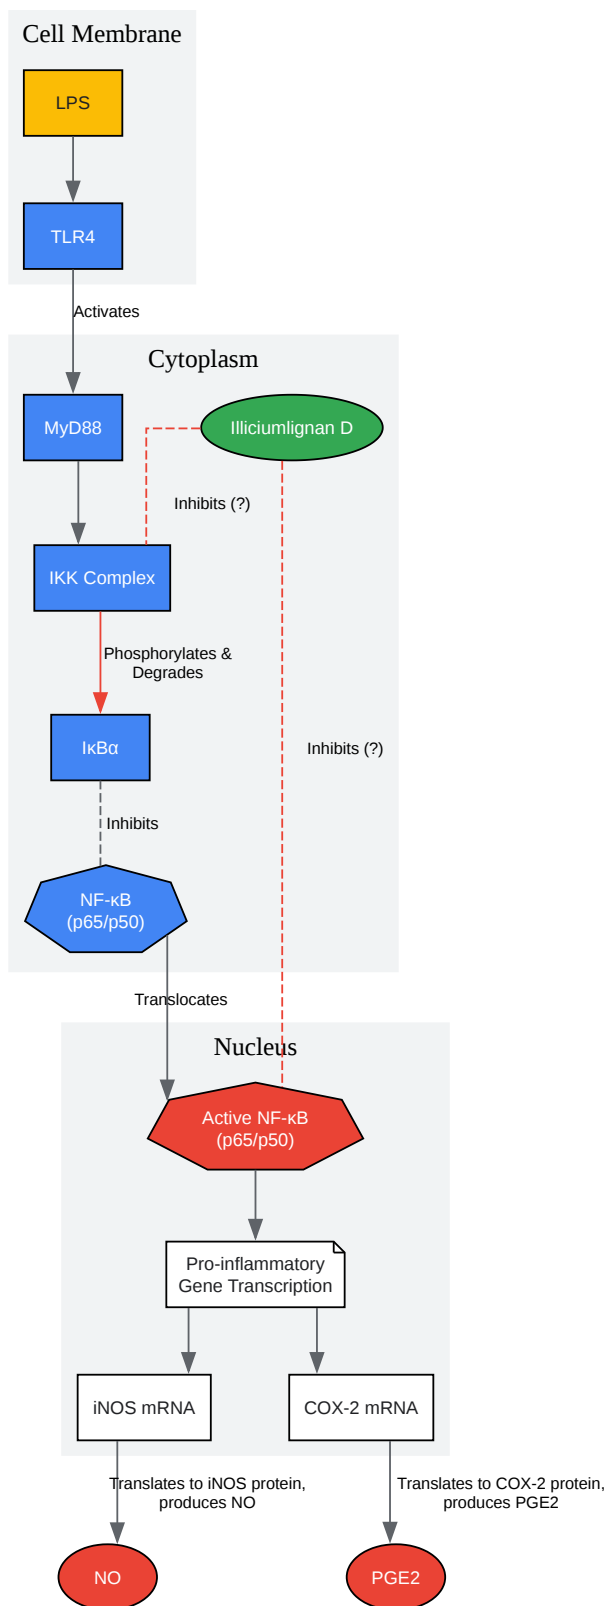 Cell Membrane
LPS
TLR4
Activates
Cytoplasm
MyD88
Illiciumlignan D
Inhibits (?)
IKK Complex
Phosphorylates &
Degrades
IκBα
Inhibits (?)
Inhibits
NF-κB
(p65/p50)
Translocates
Nucleus
Active NF-κB
(p65/p50)
Pro-inflammatory
Gene Transcription
iNOS mRNA
COX-2 mRNA
Translates to iNOS protein,
produces NO
Translates to COX-2 protein,
produces PGE2
NO
PGE2